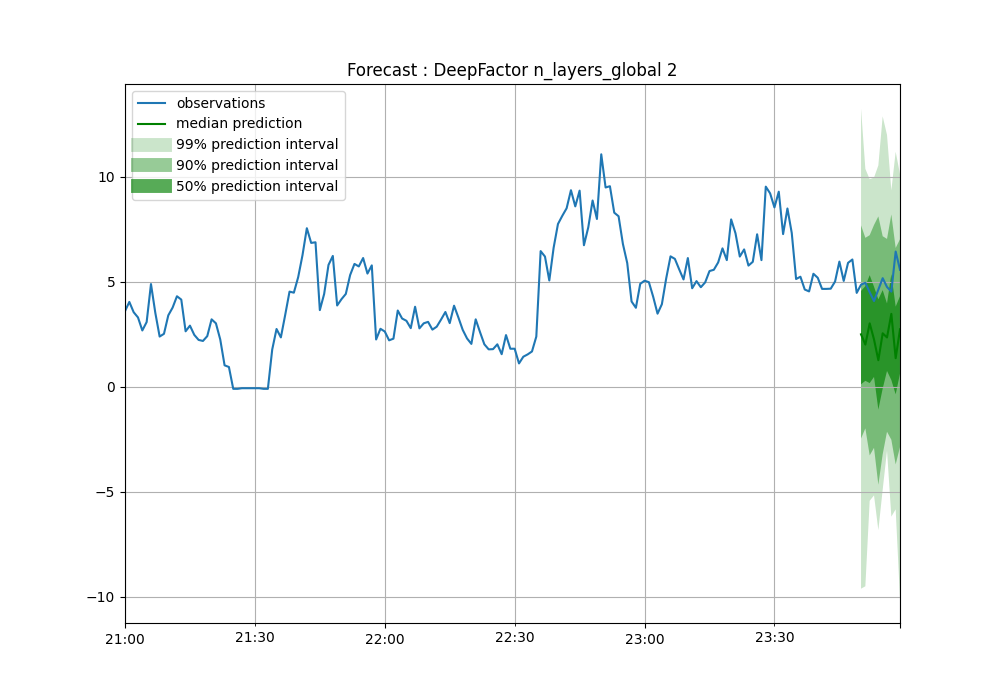 Forecast : DeepFactor n_layers_global 2
observations
median prediction
99% prediction interval
90% prediction interval
50% prediction interval
10
5
0
−5
−10
21:00
21:30
22:00
22:30
23:00
23:30